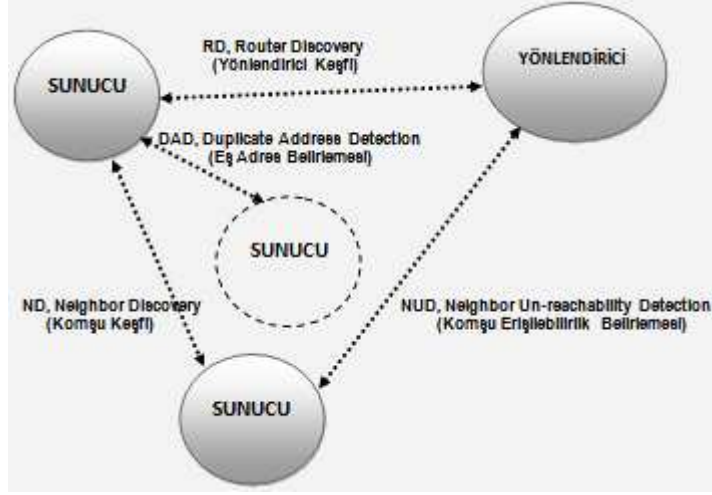 RD, Router Discovery
(Yönlendirici Keşfi)
YÖNLENDİRİCİ
SUNUCU
DAD, Duplicate Address Detection
(Eş Adres Belirlemesi)
SUNUCU
ND, Neighbor Discovery
(Komşu Keşfi)
NUD, Neighbor Un-reachability Detection
(Komşu Erişilebilirlik Belirlemesi)
SUNUCU